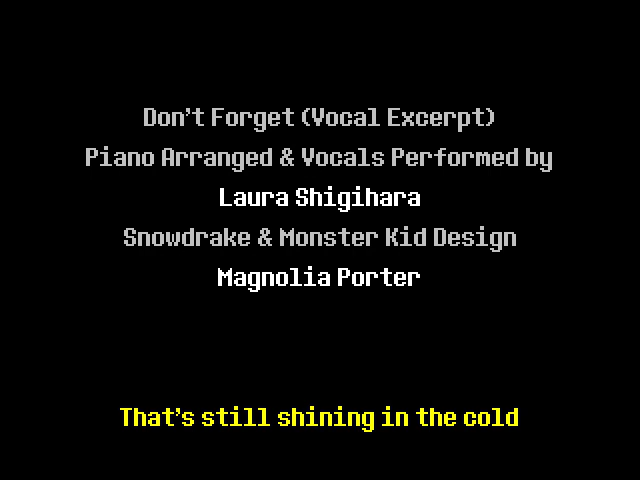 Don't Forget (Vocal Excerpt)
Piano Arranged & Vocals Performed by
Laura Shigihara
Snowdrake & Monster Kid Design
Magnolia Porter
That's still shining in the cold